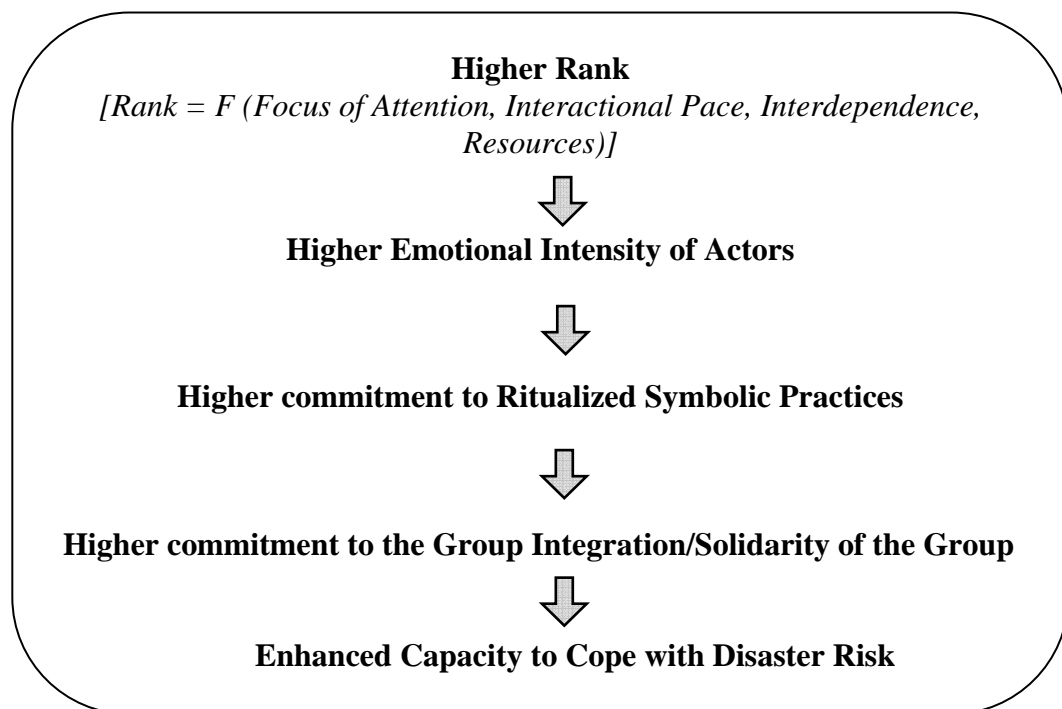 Higher Rank
[Rank = F (Focus of Attention, Interactional Pace, Interdependence,
Resources)]
Higher Emotional Intensity of Actors
Higher commitment to Ritualized Symbolic Practices
Higher commitment to the Group Integration/Solidarity of the Group
Enhanced Capacity to Cope with Disaster Risk